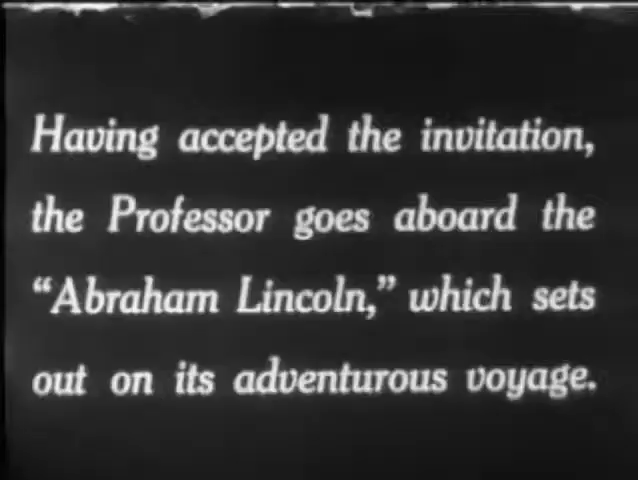 Having accepted the invitation,
the Professor goes aboard the
“Abraham Lincoln,” which sets
out on its adventurous voyage.